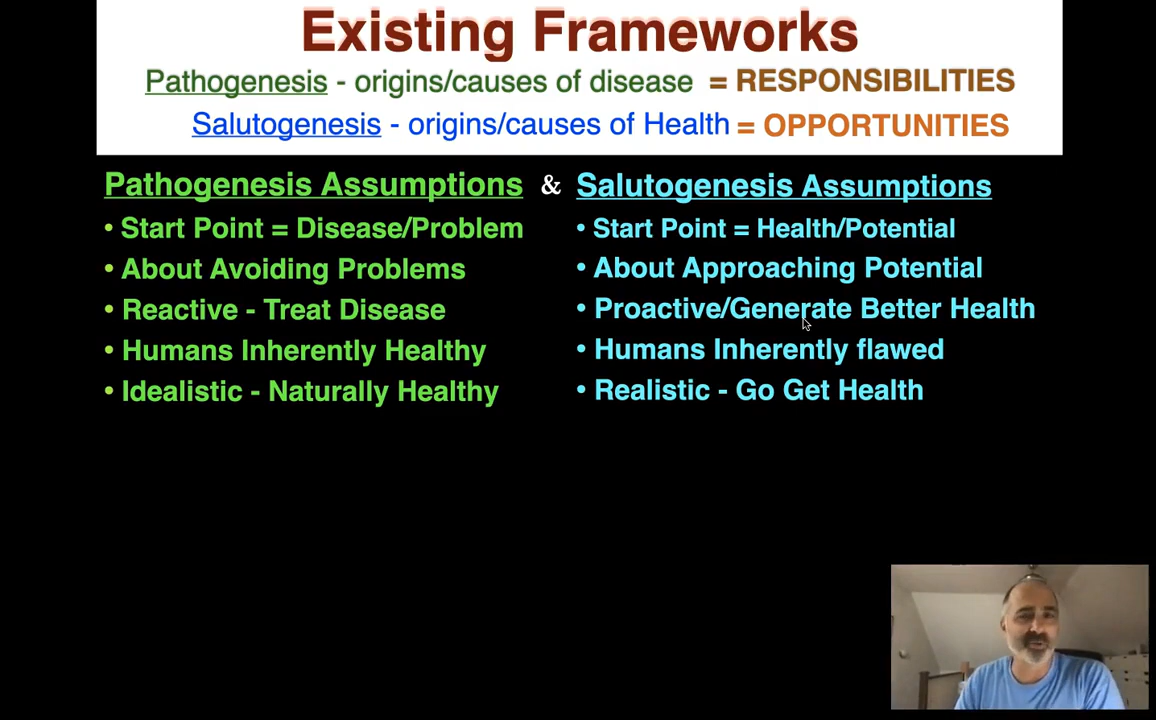 Existing Frameworks
Pathogenesis - origins/causes of disease = RESPONSIBILITIES
Salutogenesis - origins/causes of Health = OPPORTUNITIES
Pathogenesis Assumptions & Salutogenesis Assumptions
• Start Point = Disease/Problem
• About Avoiding Problems
• Reactive - Treat Disease
• Humans Inherently Healthy
• Idealistic - Naturally Healthy
• Start Point = Health/Potential
• About Approaching Potential
• Proactive/Generate Better Health
• Humans Inherently flawed
• Realistic - Go Get Health